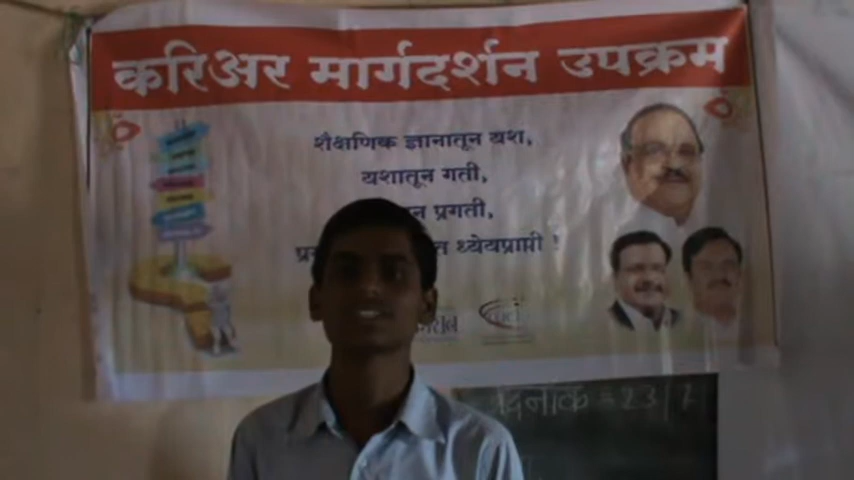 करिअर मार्गदर्शन उपक्रम
शैक्षणिक ज्ञानातून यश,
यशातून गती,
न प्रगती,
ध्येयप्राप्ती !
दिनांक = 23/7